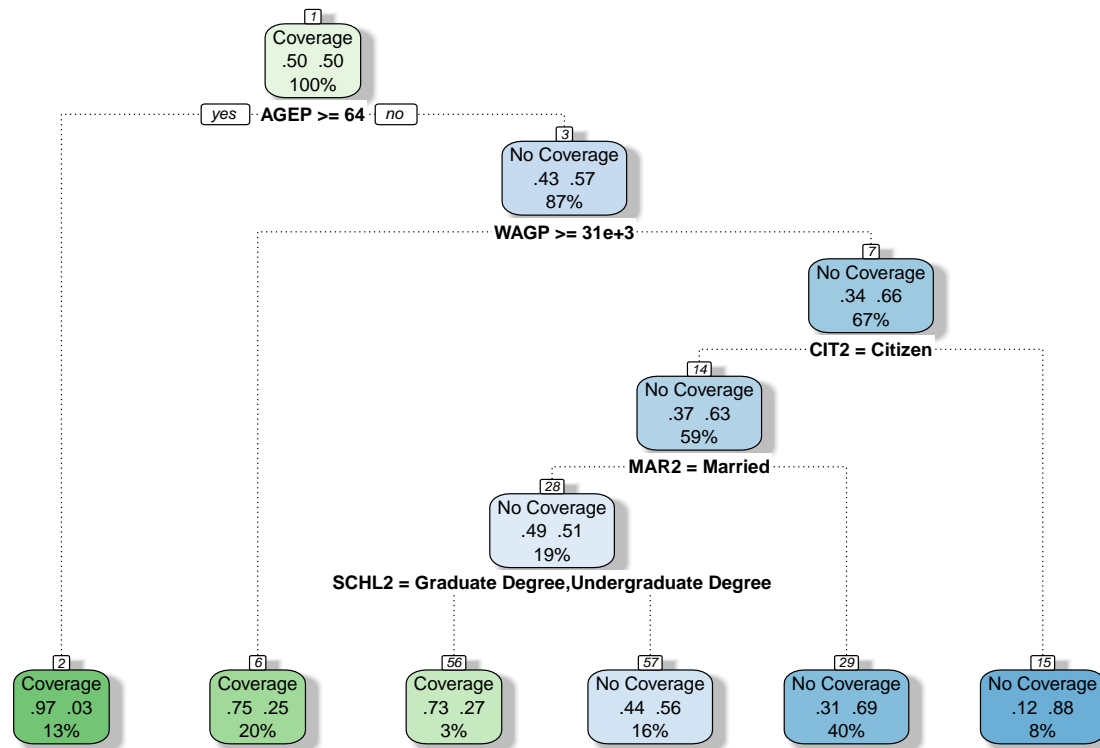 1
Coverage
.50 .50
100%
yes AGEP >= 64 no
3
No Coverage
.43 .57
87%
WAGP >= 31e+3
7
No Coverage
.34 .66
67%
CIT2 = Citizen
14
No Coverage
.37 .63
59%
MAR2 = Married
28
No Coverage
.49 .51
19%
SCHL2 = Graduate Degree,Undergraduate Degree
2
Coverage
.97 .03
13%
6
Coverage
.75 .25
20%
56
Coverage
.73 .27
3%
57
No Coverage
.44 .56
16%
29
No Coverage
.31 .69
40%
15
No Coverage
.12 .88
8%